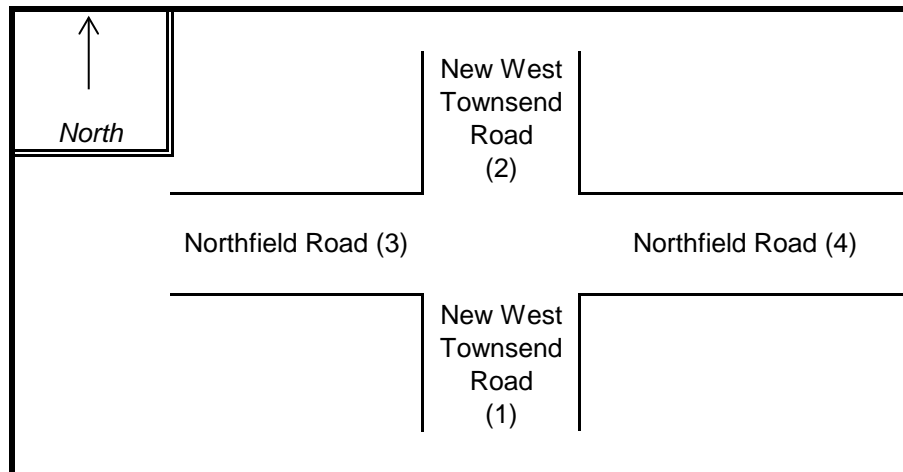 North
New West
Townsend
Road
(2)
Northfield Road (3)
Northfield Road (4)
New West
Townsend
Road
(1)